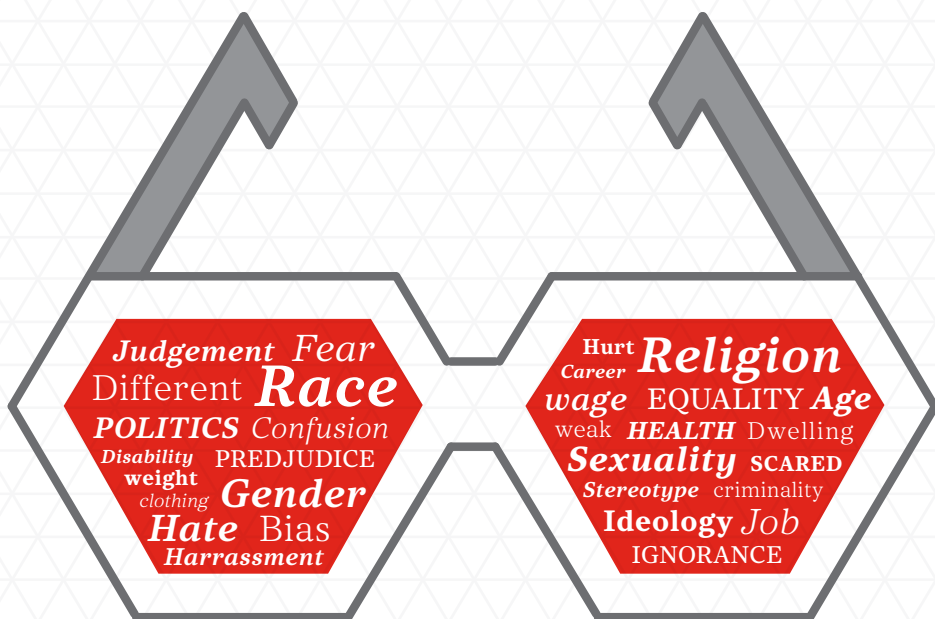 Judgement Fear
Different Race
POLITICS Confusion
Disability PREDJUDICE
weight
clothing Gender
Hate Bias
Harrassment
Hurt Religion
Career
wage EQUALITY Age
weak HEALTH Dwelling
Sexuality SCARED
Stereotype criminality
Ideology Job
IGNORANCE